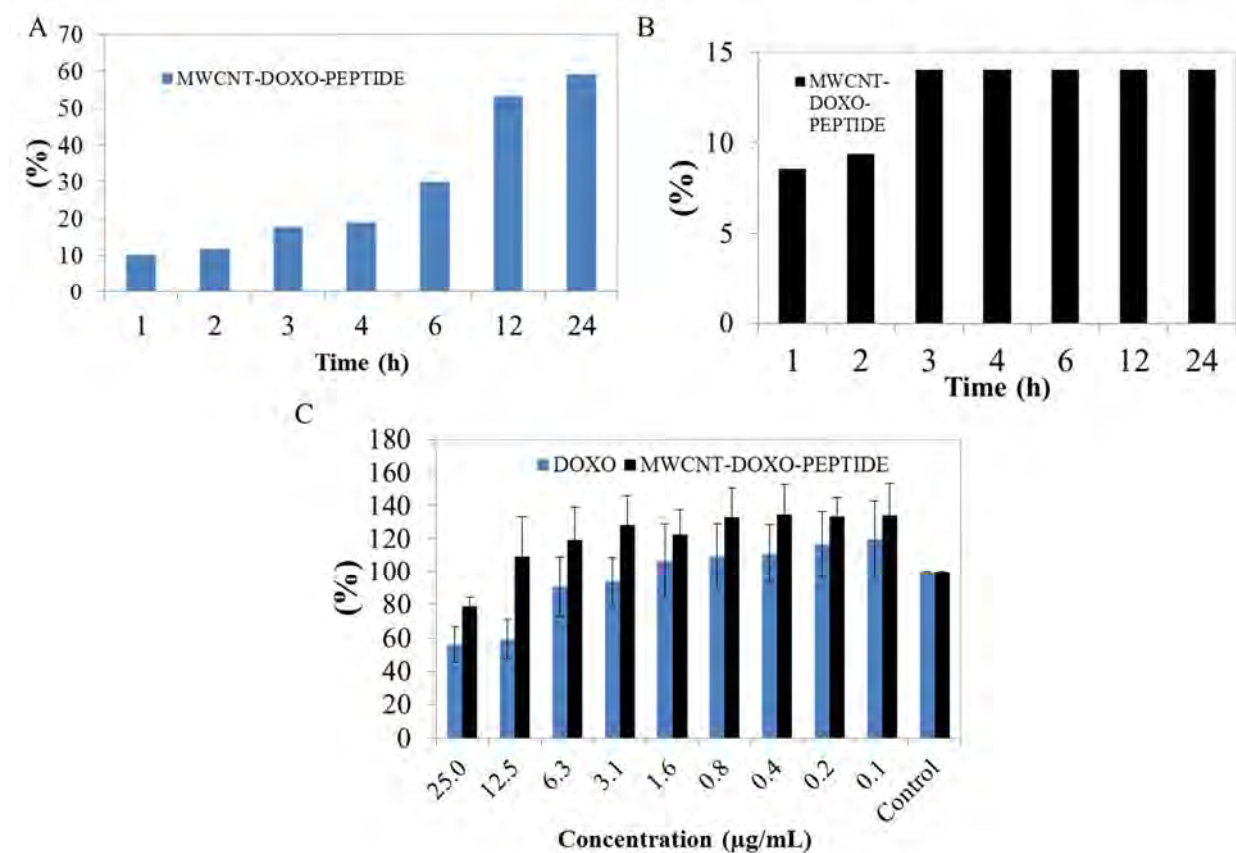 A
70
60
50
40
30
20
10
0
(%)
MWCNT-DOXO-PEPTIDE
1 2 3 4 6 12 24
Time (h)
B
15
10
5
0
(%)
MWCNT-
DOXO-
PEPTIDE
1 2 3 4 6 12 24
Time (h)
C
180
160
140
120
100
80
60
40
20
0
(%)
DOXO MWCNT-DOXO-PEPTIDE
25.0 12.5 6.3 3.1 1.6 0.8 0.4 0.2 0.1 Control
Concentration (µg/mL)